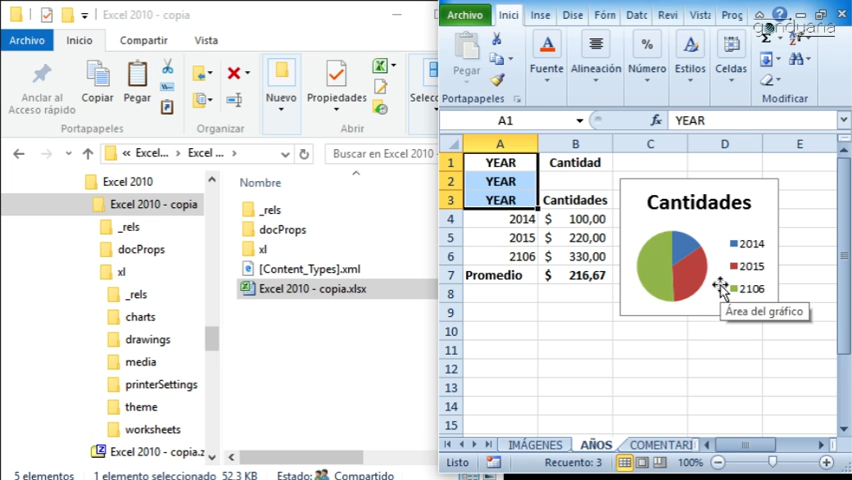 Excel 2010 - copia
Archivo
Inicio
Compartir
Vista
Anclar al
Acceso rápido
Copiar
Pegar
Nuevo
Propiedades
Selecc
Portapapeles
Organizar
Abrir
Excel...
Excel ...
Buscar en Excel 2010
Excel 2010
Excel 2010 - copia
_rels
docProps
xl
_rels
charts
drawings
media
printerSettings
theme
worksheets
Excel 2010 - copia.z
Nombre
_rels
docProps
xl
[Content_Types].xml
Excel 2010 - copia.xlsx
5 elementos
1 elemento seleccionado 52,3 KB
Estado:
Compartido
Archivo
Inici
Inse
Dise
Fórn
Datc
Revi
Vista
Prog
gonduana
Pegar
Fuente
Alineación
Número
Estilos
Celdas
Portapapeles
Modificar
A1
fx
YEAR
A B C D E
1 YEAR Cantidad
2 YEAR
3 YEAR Cantidades
4 2014 $ 100,00
5 2015 $ 220,00
6 2106 $ 330,00
7 Promedio $ 216,67
8
9
10
11
12
13
14
15
Cantidades
2014
2015
2106
Área del gráfico
IMÁGENES
AÑOS
COMENTARI
Listo
Recuento: 3
100%